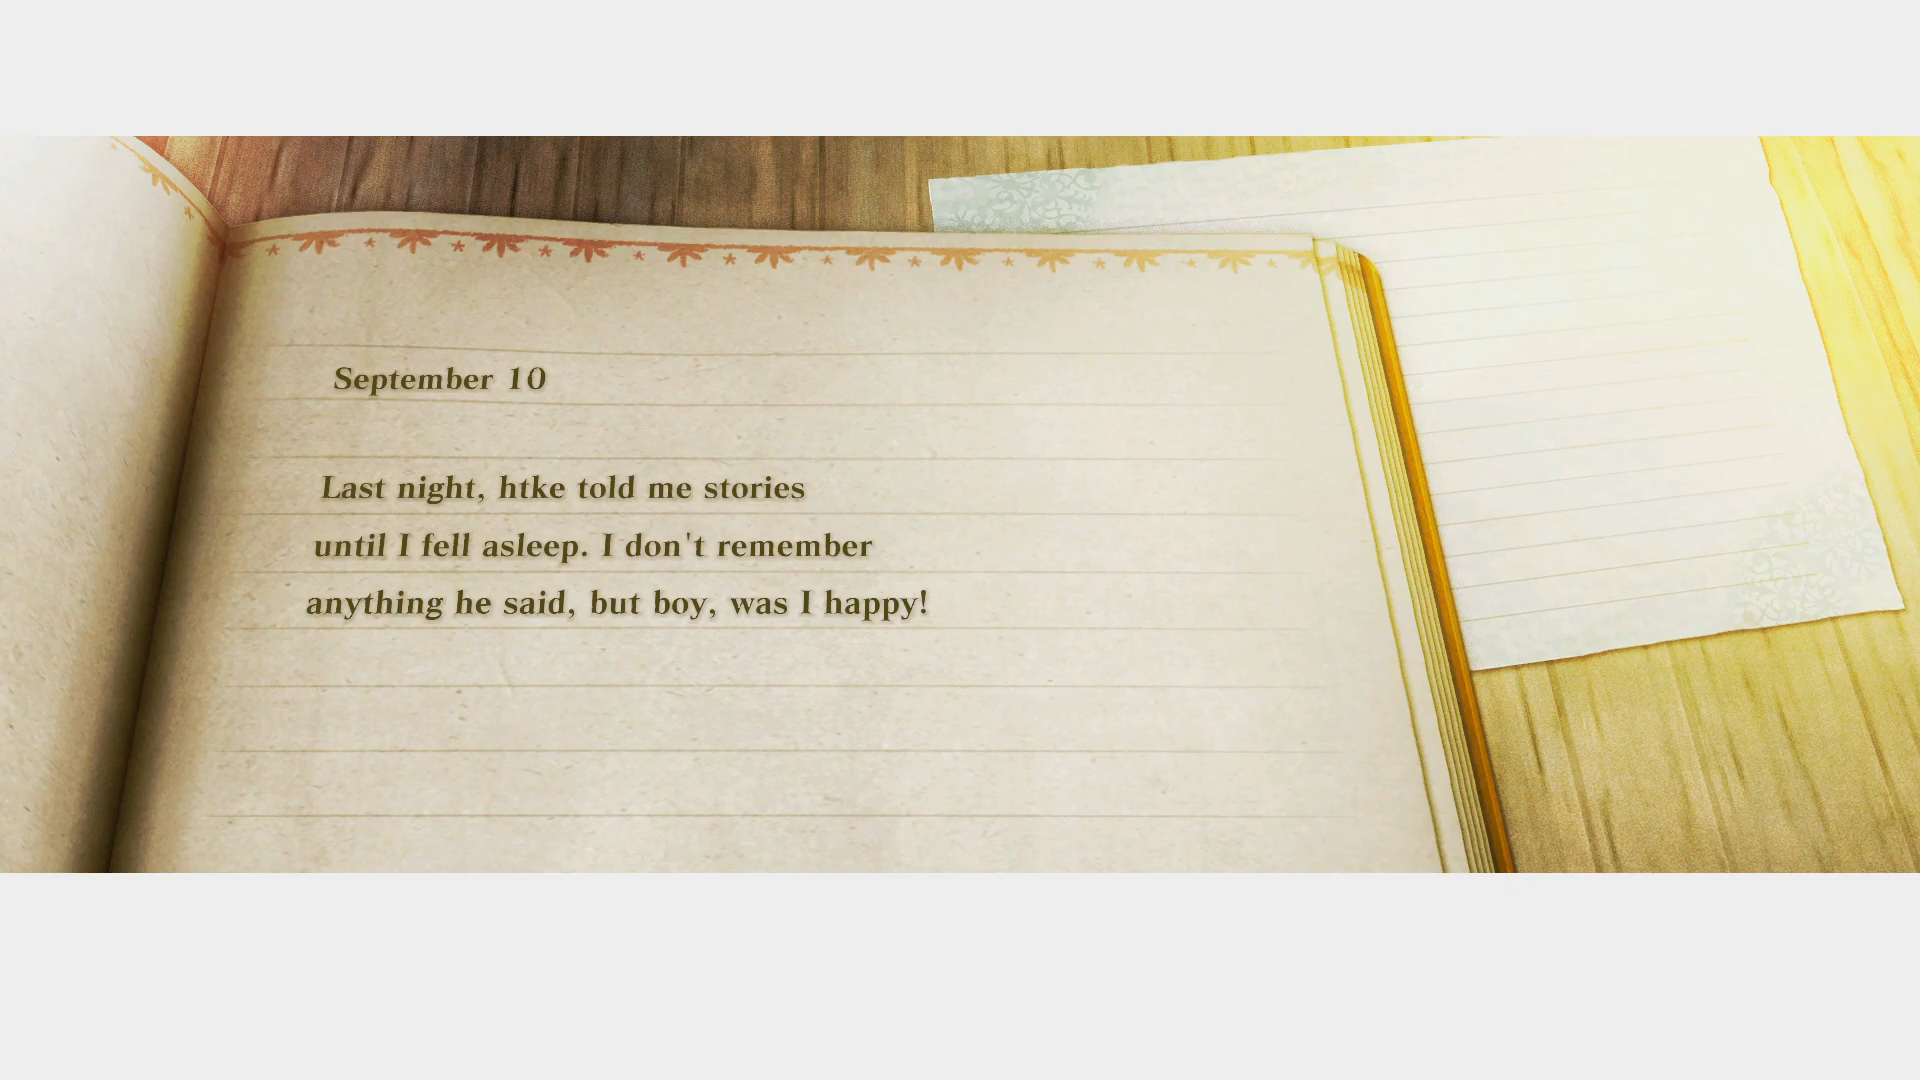 September 10
Last night, htke told me stories
until I fell asleep. I don't remember
anything he said, but boy, was I happy!